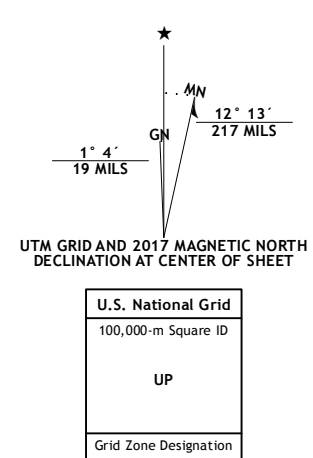 ★
MN
GN
12° 13´
217 MILS
1° 4´
19 MILS
UTM GRID AND 2017 MAGNETIC NORTH
DECLINATION AT CENTER OF SHEET
U.S. National Grid
100,000-m Square ID
UP
Grid Zone Designation